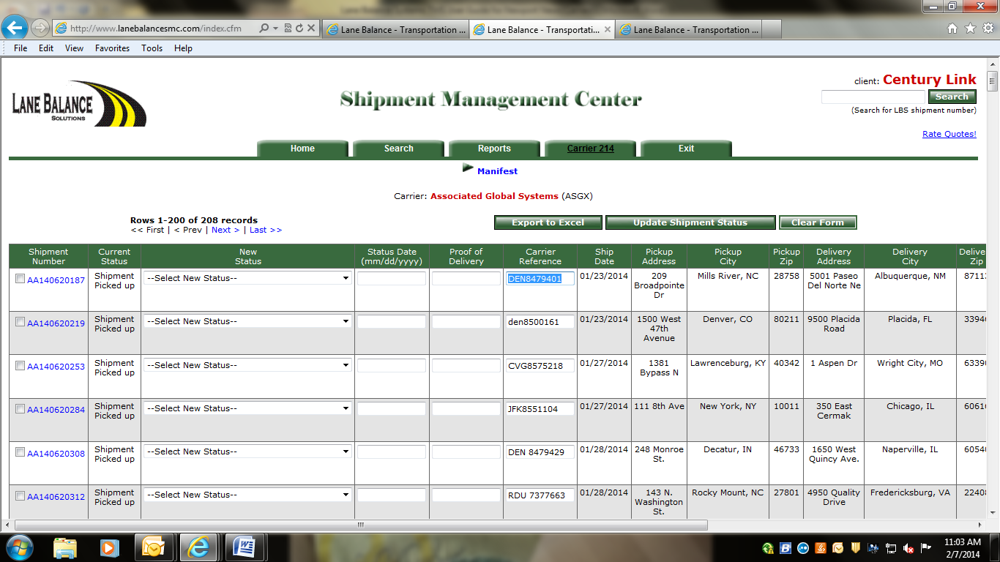 http://www.lanebalancesmc.com/index.cfm
Lane Balance - Transportation ...
Lane Balance - Transportati...
Lane Balance - Transportation ...
File Edit View Favorites Tools Help
LANE BALANCE
SOLUTIONS
Shipment Management Center
client: Century Link
Search
(Search for LBS shipment number)
Rate Quotes!
Home Search Reports Carrier 214 Exit
Manifest
Carrier: Associated Global Systems (ASGX)
Rows 1-200 of 208 records
<< First | < Prev | Next > | Last >>
Export to Excel Update Shipment Status Clear Form
Shipment Number Current Status New Status Status Date (mm/dd/yyyy) Proof of Delivery Carrier Reference Ship Date Pickup Address Pickup City Pickup Zip Delivery Address Delivery City Delive Zip
AA140620187 Shipment Picked up --Select New Status-- DEN8479401 01/23/2014 209 Broadpointe Dr Mills River, NC 28758 5001 Paseo Del Norte Ne Albuquerque, NM 8711
AA140620219 Shipment Picked up --Select New Status-- den8500161 01/23/2014 1500 West 47th Avenue Denver, CO 80211 9500 Placida Road Placida, FL 3394
AA140620253 Shipment Picked up --Select New Status-- CVG8575218 01/27/2014 1381 Bypass N Lawrenceburg, KY 40342 1 Aspen Dr Wright City, MO 6339
AA140620284 Shipment Picked up --Select New Status-- JFK8551104 01/27/2014 111 8th Ave New York, NY 10011 350 East Cermak Chicago, IL 6061
AA140620308 Shipment Picked up --Select New Status-- DEN 8479429 01/28/2014 248 Monroe St. Decatur, IN 46733 1650 West Quincy Ave. Naperville, IL 6054
AA140620312 Shipment Picked up --Select New Status-- RDU 7377663 01/28/2014 143 N. Washington St. Rocky Mount, NC 27801 4950 Quality Drive Fredericksburg, VA 2240
11:03 AM
2/7/2014